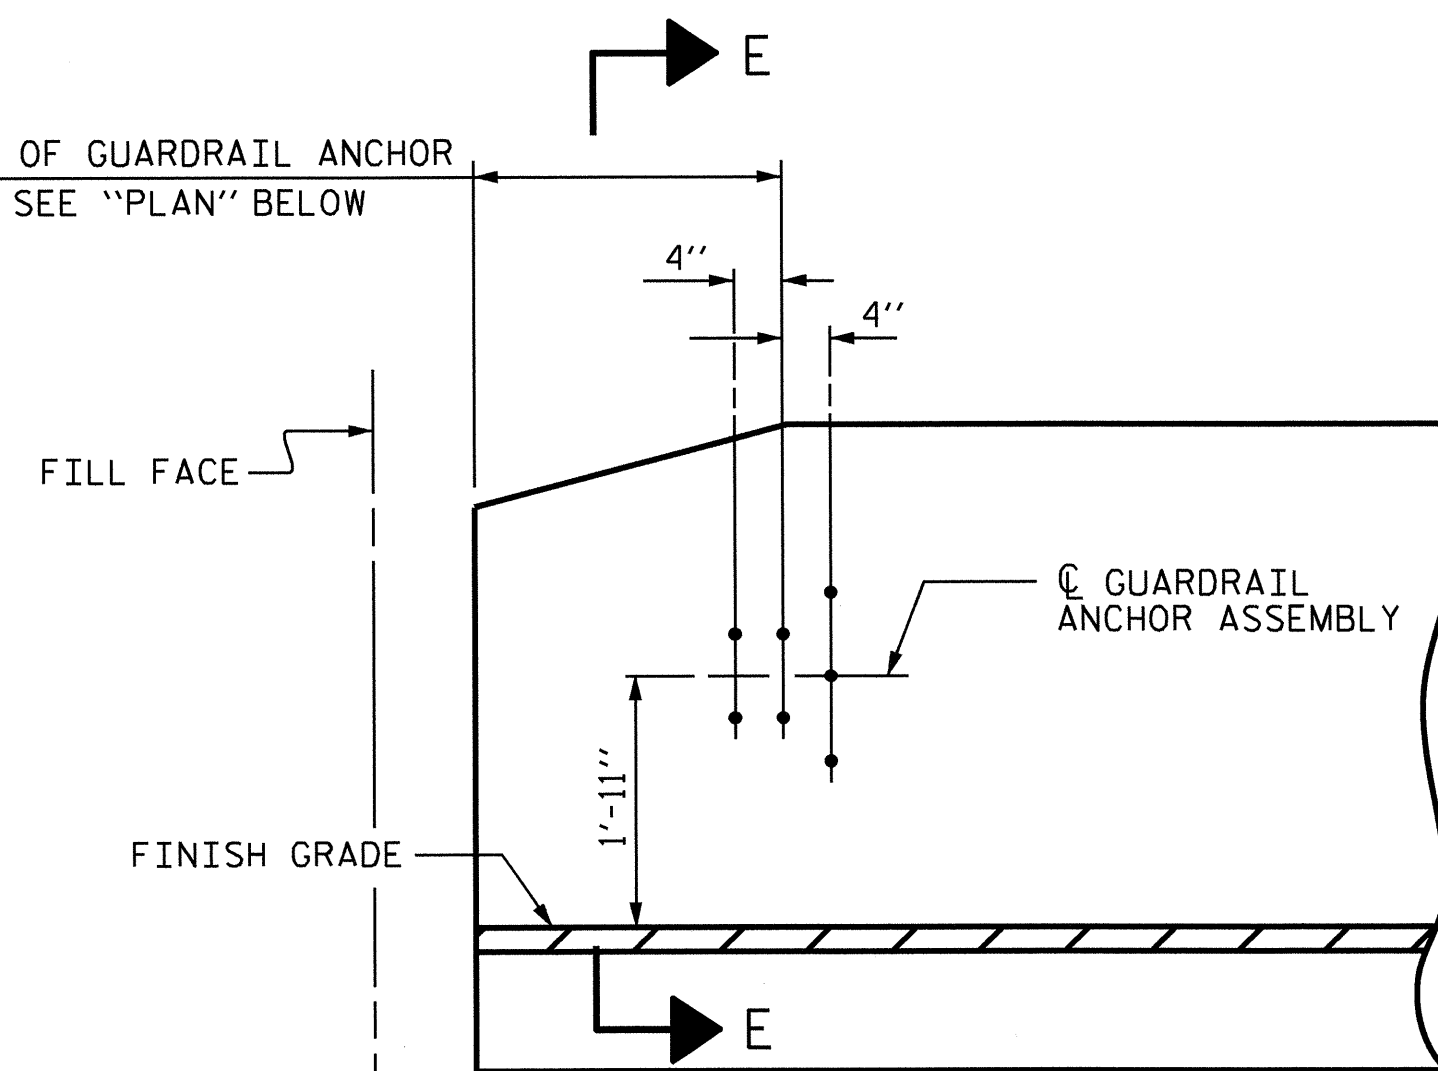 E
OF GUARDRAIL ANCHOR
SEE "PLAN" BELOW
4"
4"
FILL FACE
℄ GUARDRAIL
ANCHOR ASSEMBLY
1'-11"
FINISH GRADE
E